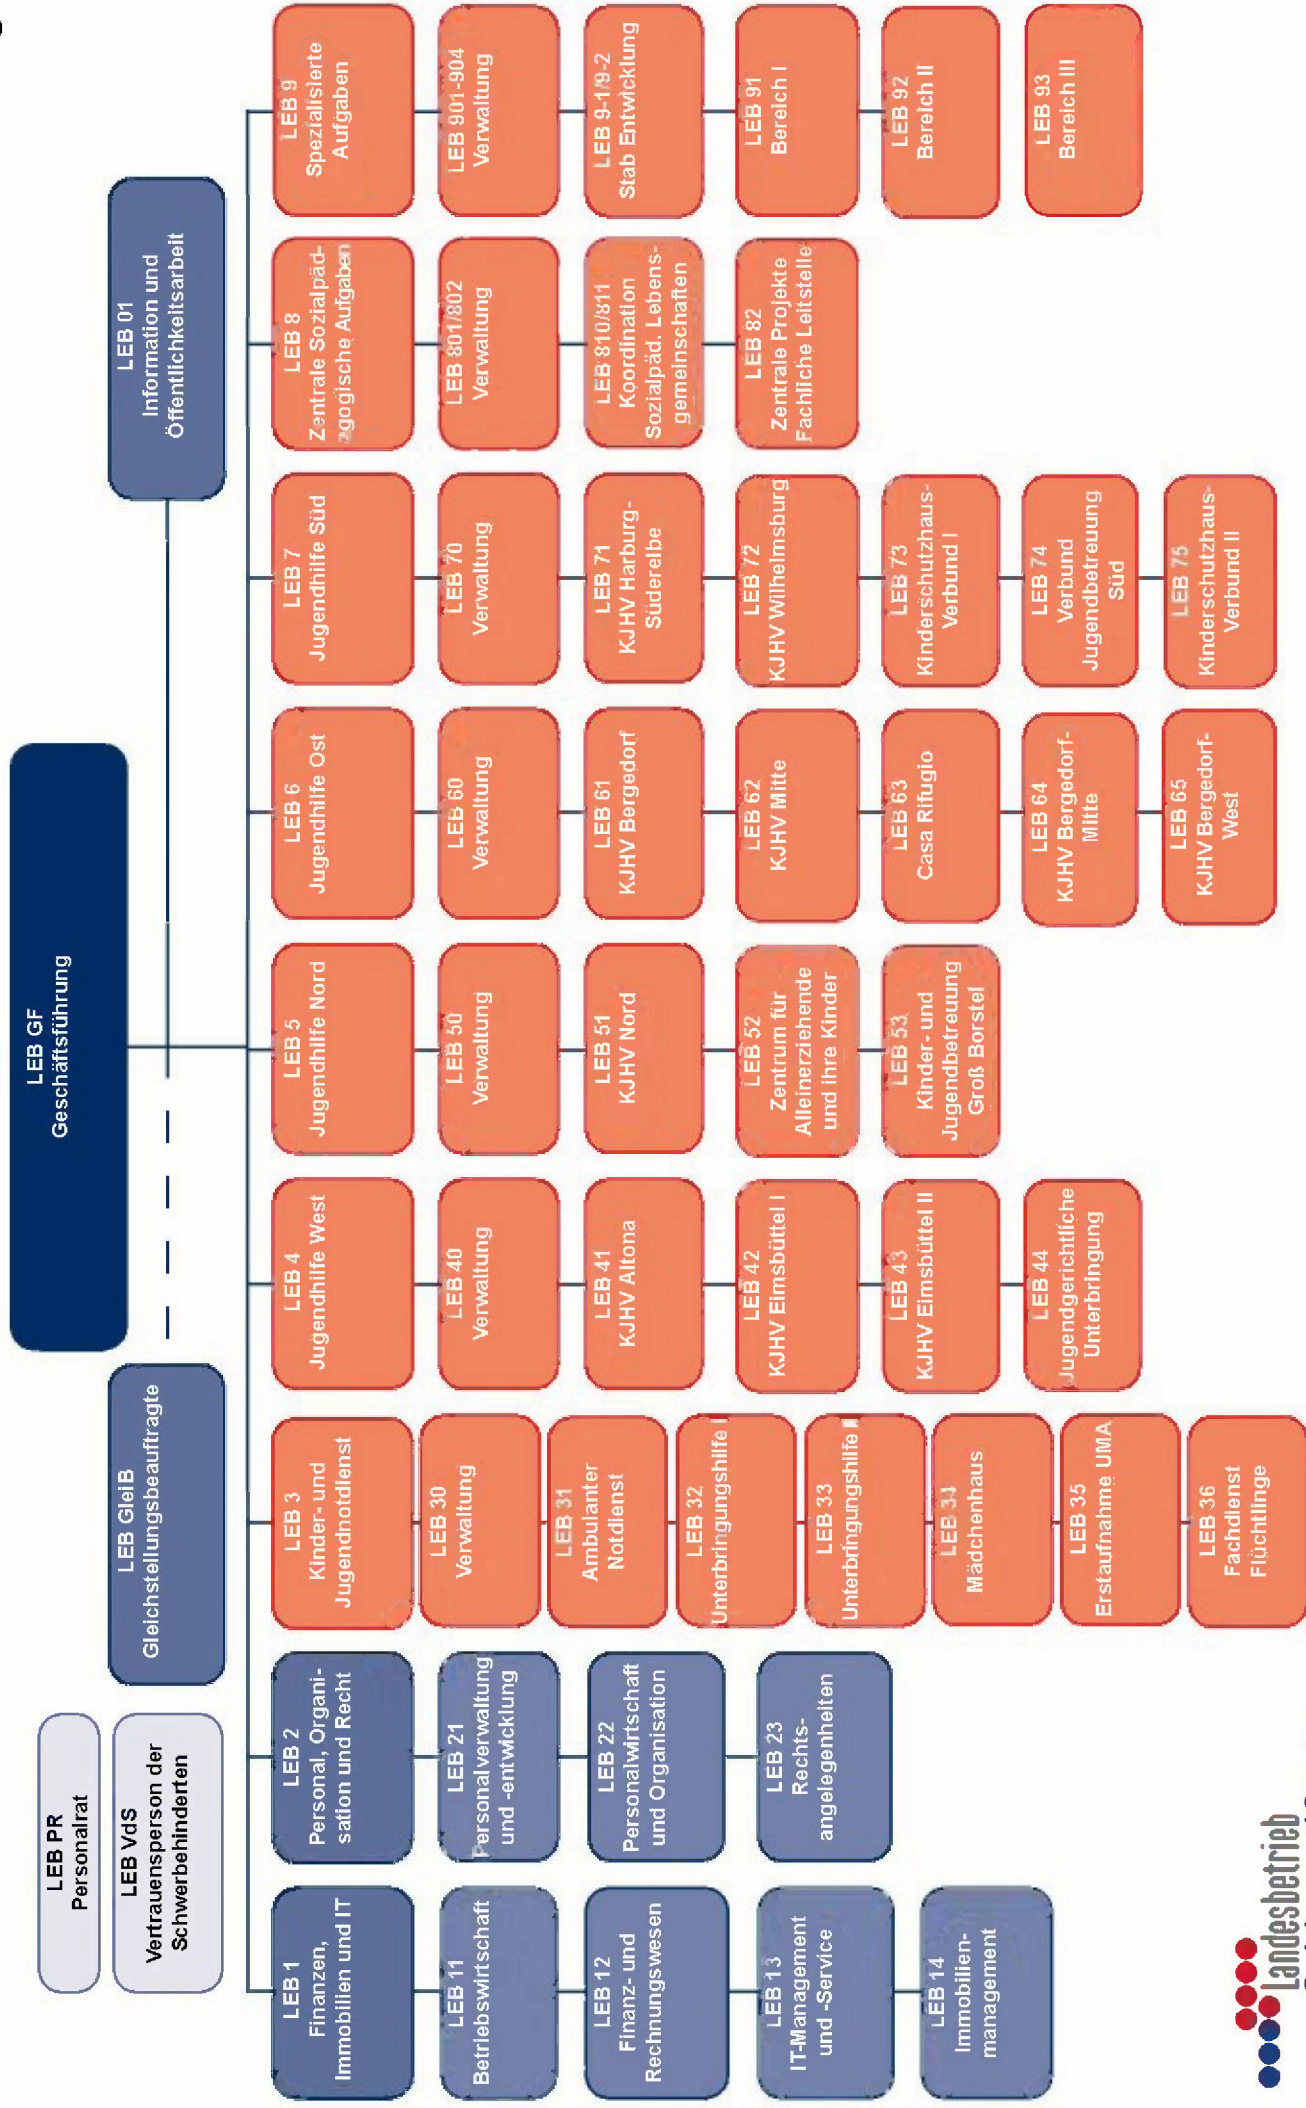 LEB GF
Geschäftsführung
LEB PR
Personalrat
LEB VdS
Vertrauensperson der
Schwerbehinderten
LEB GleiB
Gleichstellungsbeauftragte
LEB 01
Information und
Öffentlichkeitsarbeit
LEB 1
Finanzen,
Immobilien und IT
LEB 11
Betriebswirtschaft
LEB 12
Finanz- und
Rechnungswesen
LEB 13
IT-Management
und -Service
LEB 14
Immobilien-
management
LEB 2
Personal, Organi-
sation und Recht
LEB 21
Personalverwaltung
und -entwicklung
LEB 22
Personalwirtschaft
und Organisation
LEB 23
Rechts-
angelegenheiten
LEB 3
Kinder- und
Jugendnotdienst
LEB 30
Verwaltung
LEB 31
Ambulanter
Notdienst
LEB 32
Unterbringungshilfe I
LEB 33
Unterbringungshilfe
LEB 34
Mädchenhaus
LEB 35
Erstaufnahme UMA
LEB 36
Fachdienst
Flüchtlinge
LEB 4
Jugendhilfe West
LEB 40
Verwaltung
LEB 41
KJHV Altona
LEB 42
KJHV Eimsbüttel I
LEB 43
KJHV Eimsbüttel II
LEB 44
Jugendgerichtliche
Unterbringung
LEB 5
Jugendhilfe Nord
LEB 50
Verwaltung
LEB 51
KJHV Nord
LEB 52
Zentrum für
Alleinerziehende
und ihre Kinder
LEB 53
Kinder- und
Jugendbetreuung
Groß Borstel
LEB 6
Jugendhilfe Ost
LEB 60
Verwaltung
LEB 61
KJHV Bergedorf
LEB 62
KJHV Mitte
LEB 63
Casa Rifugio
LEB 64
KJHV Bergedorf-
Mitte
LEB 65
KJHV Bergedorf-
West
LEB 7
Jugendhilfe Süd
LEB 70
Verwaltung
LEB 71
KJHV Harburg-
Süderelbe
LEB 72
KJHV Wilhelmsburg
LEB 73
Kinderschutzhaus-
Verbund I
LEB 74
Verbund
Jugendbetreuung
Süd
LEB 75
Kinderschutzhaus-
Verbund II
LEB 8
Zentrale Sozialpäd-
agogische Aufgaben
LEB 801/802
Verwaltung
LEB 810/811
Koordination
Sozialpäd. Lebens-
gemeinschaften
LEB 82
Zentrale Projekte
Fachliche Leitstelle
LEB 9
Spezialisierte
Aufgaben
LEB 901-904
Verwaltung
LEB 9-1/9-2
Stab Entwicklung
LEB 91
Bereich I
LEB 92
Bereich II
LEB 93
Bereich III
Landesbetrieb